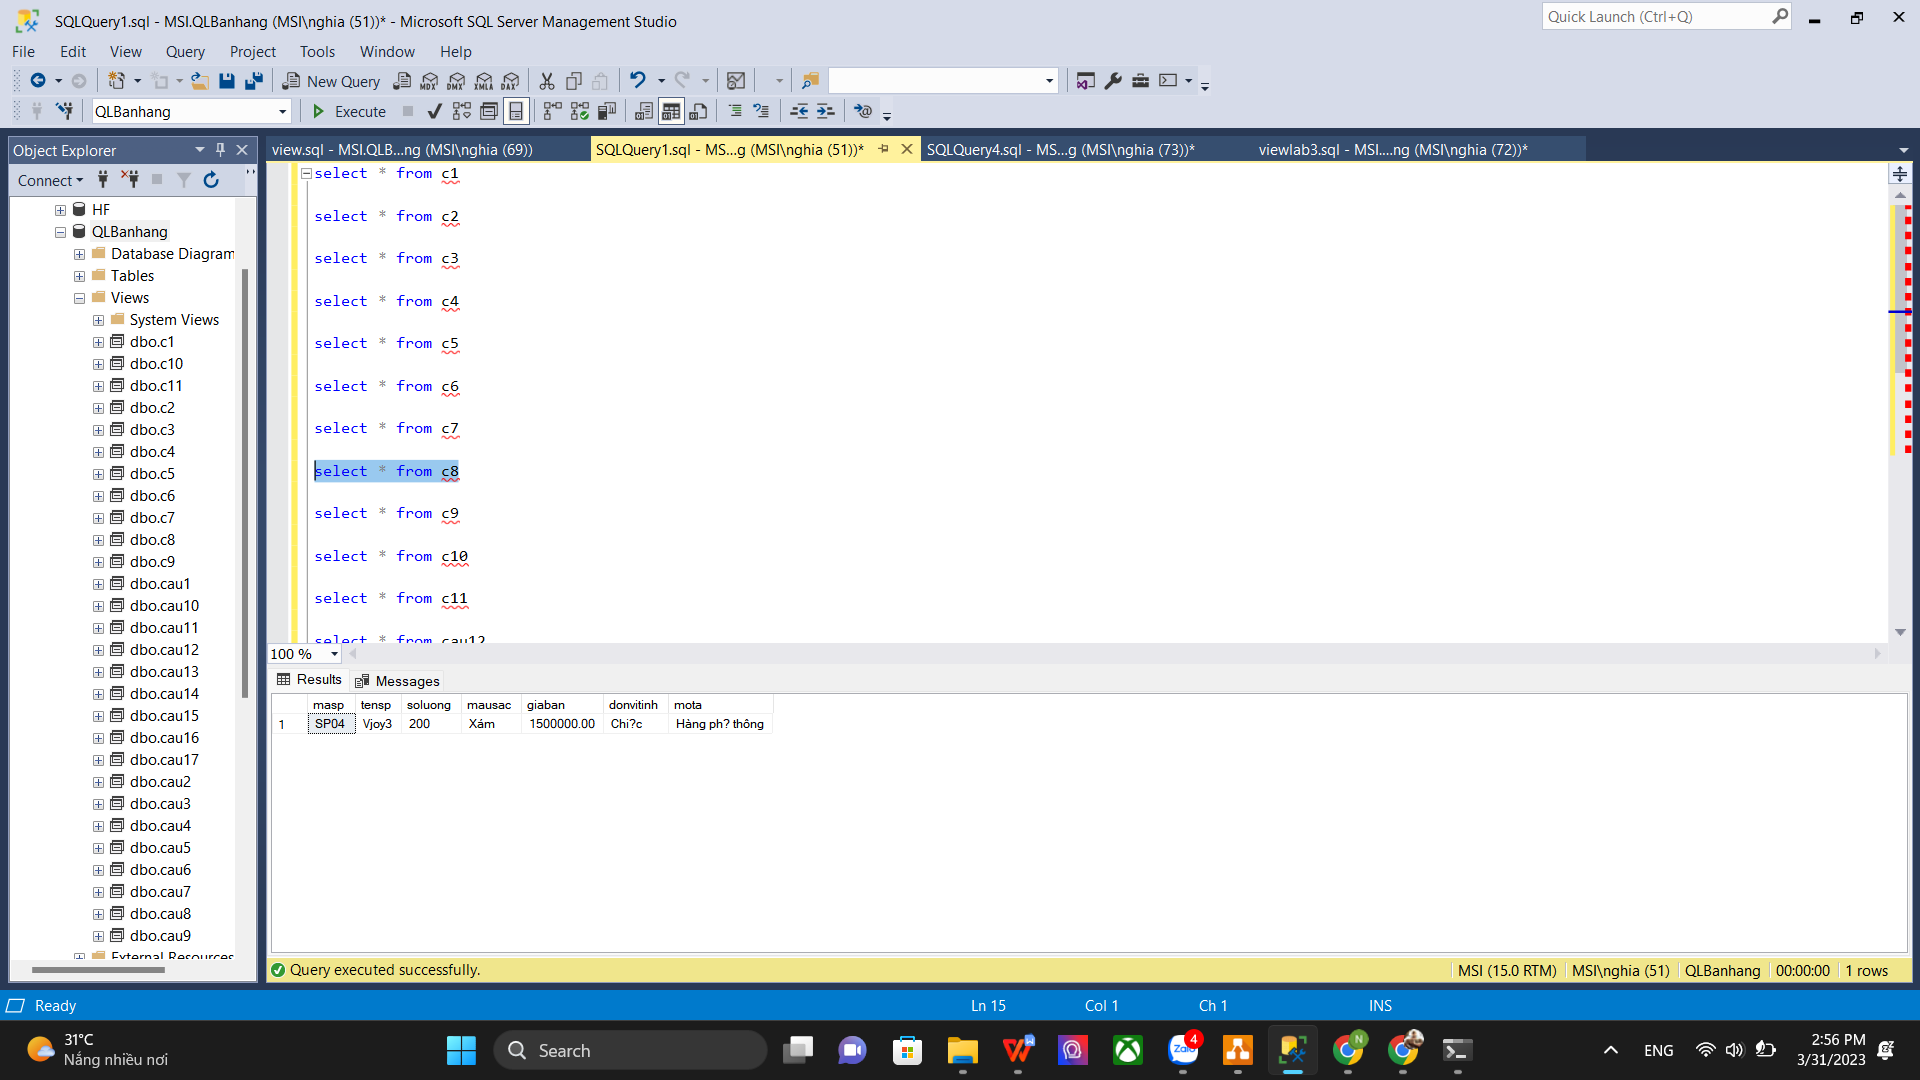 SQLQuery1.sql - MSI.QLBanhang (MSI\nghia (51))* - Microsoft SQL Server Management Studio
Quick Launch (Ctrl+Q)
File Edit View Query Project Tools Window Help
New Query
MDX DMX XMLA DAX
QLBanhang
Execute
Object Explorer
view.sql - MSI.QLB...ng (MSI\nghia (69))
SQLQuery1.sql - MS...g (MSI\nghia (51))*
SQLQuery4.sql - MS...g (MSI\nghia (73))*
viewlab3.sql - MSI....ng (MSI\nghia (72))*
Connect
HF
QLBanhang
Database Diagram
Tables
Views
System Views
dbo.c1
dbo.c10
dbo.c11
dbo.c2
dbo.c3
dbo.c4
dbo.c5
dbo.c6
dbo.c7
dbo.c8
dbo.c9
dbo.cau1
dbo.cau10
dbo.cau11
dbo.cau12
dbo.cau13
dbo.cau14
dbo.cau15
dbo.cau16
dbo.cau17
dbo.cau2
dbo.cau3
dbo.cau4
dbo.cau5
dbo.cau6
dbo.cau7
dbo.cau8
dbo.cau9
External Resources
select * from c1
select * from c2
select * from c3
select * from c4
select * from c5
select * from c6
select * from c7
select * from c8
select * from c9
select * from c10
select * from c11
select * from cau12
100 %
Results Messages
masp tensp soluong mausac giaban donvitinh mota
1 SP04 Vjoy3 200 Xám 1500000.00 Chi?c Hàng ph? thông
Query executed successfully.
MSI (15.0 RTM) MSI\nghia (51) QLBanhang 00:00:00 1 rows
Ready Ln 15 Col 1 Ch 1 INS
31°C
Nắng nhiều nơi
Search
Zalo
4
N
ENG
2:56 PM
3/31/2023